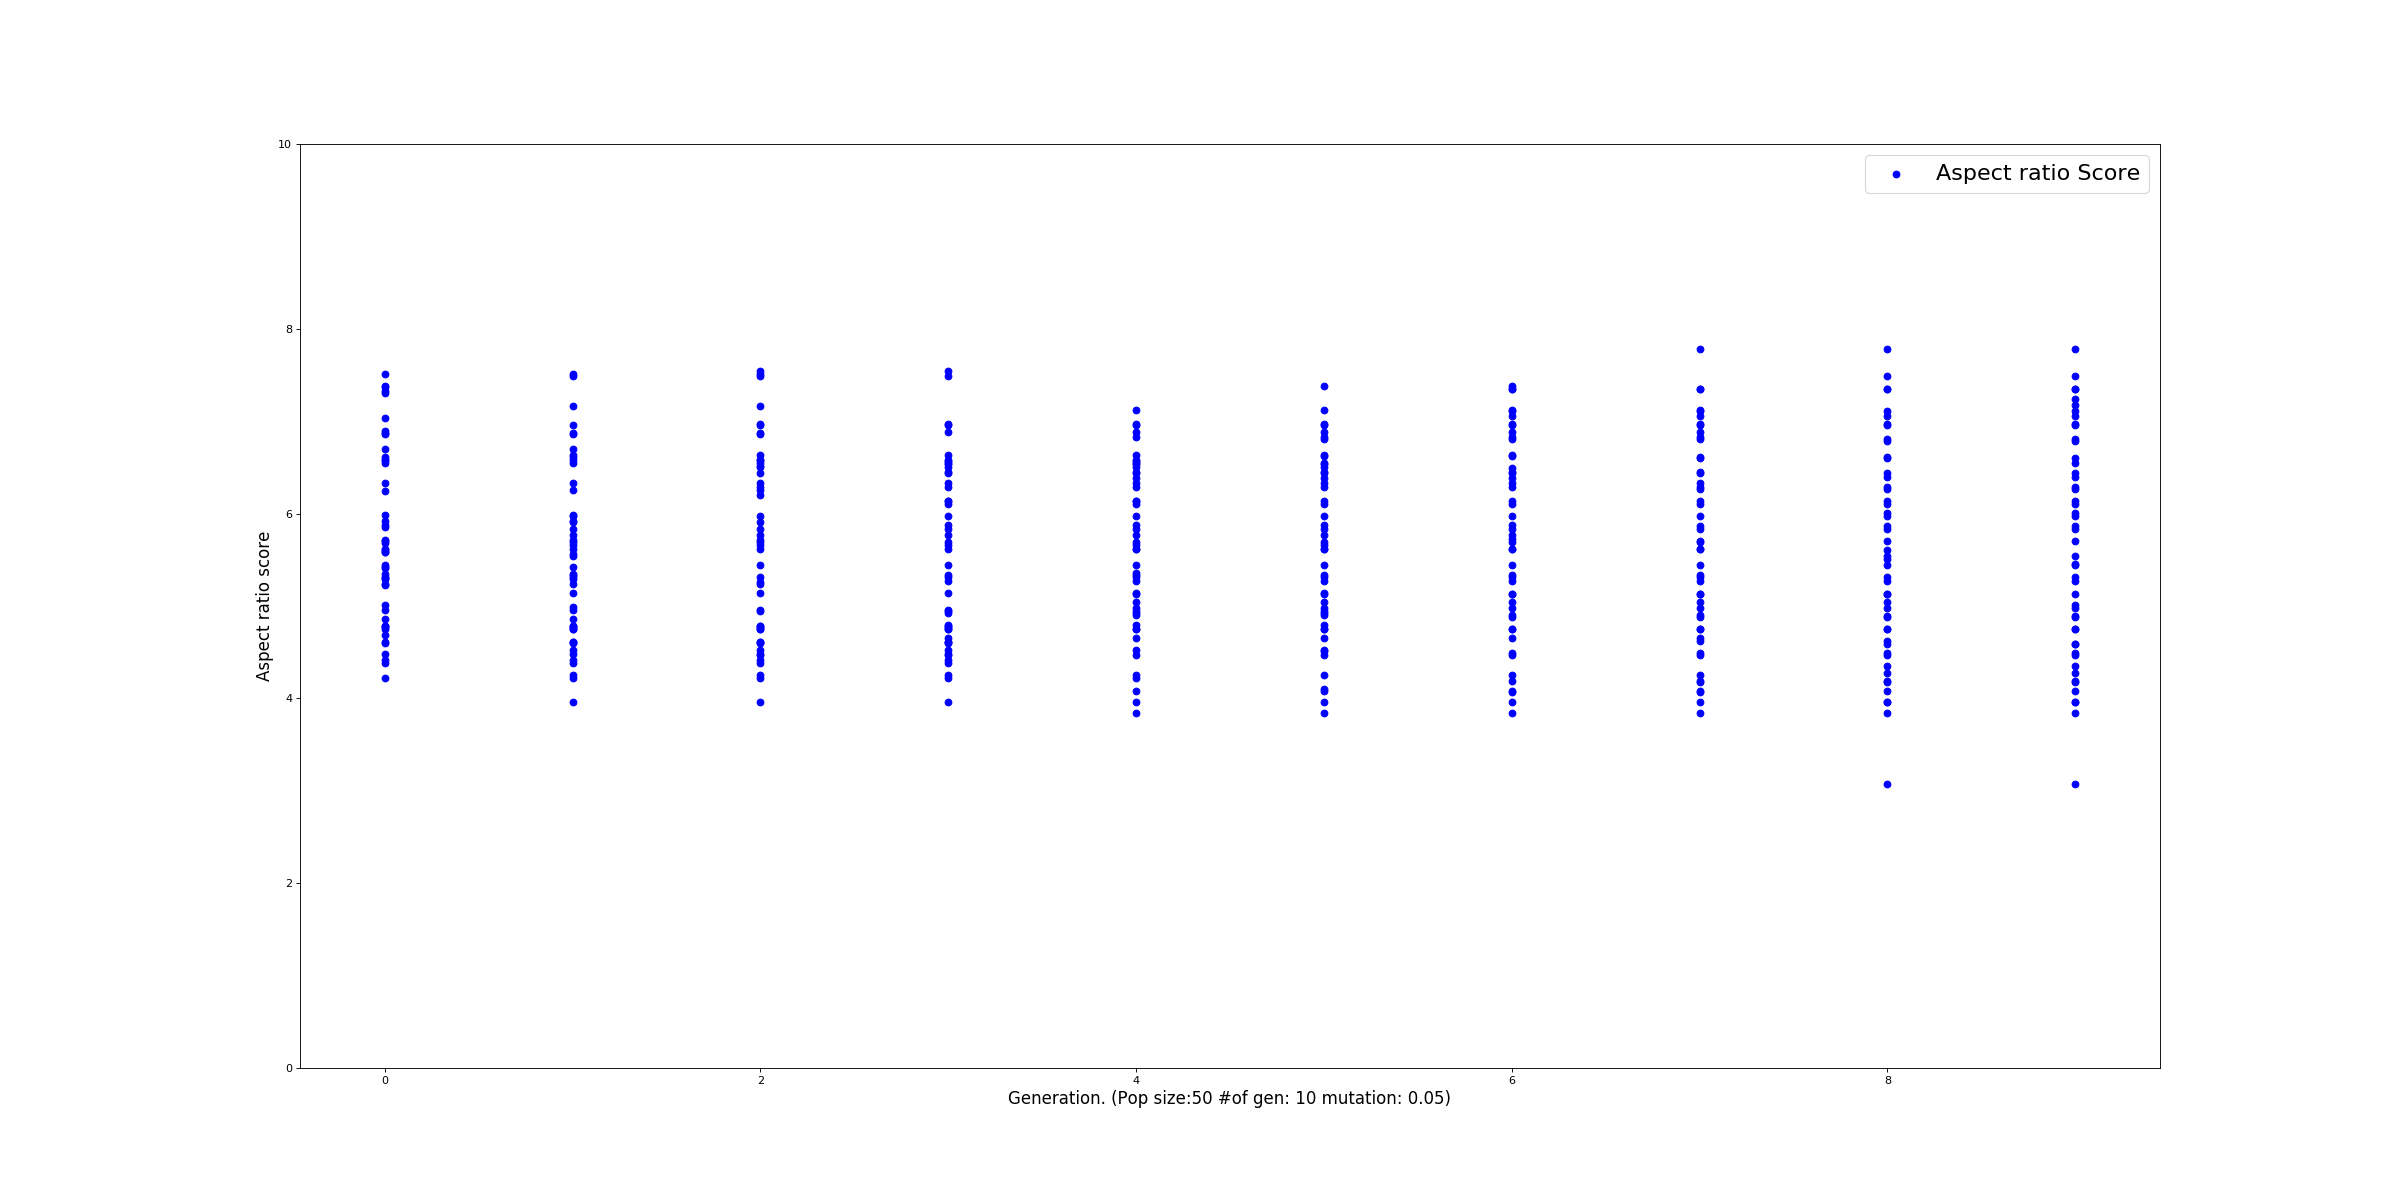 Aspect ratio Score
10
8
6
4
2
0
Aspect ratio score
0 2 4 6 8
Generation. (Pop size:50 #of gen: 10 mutation: 0.05)